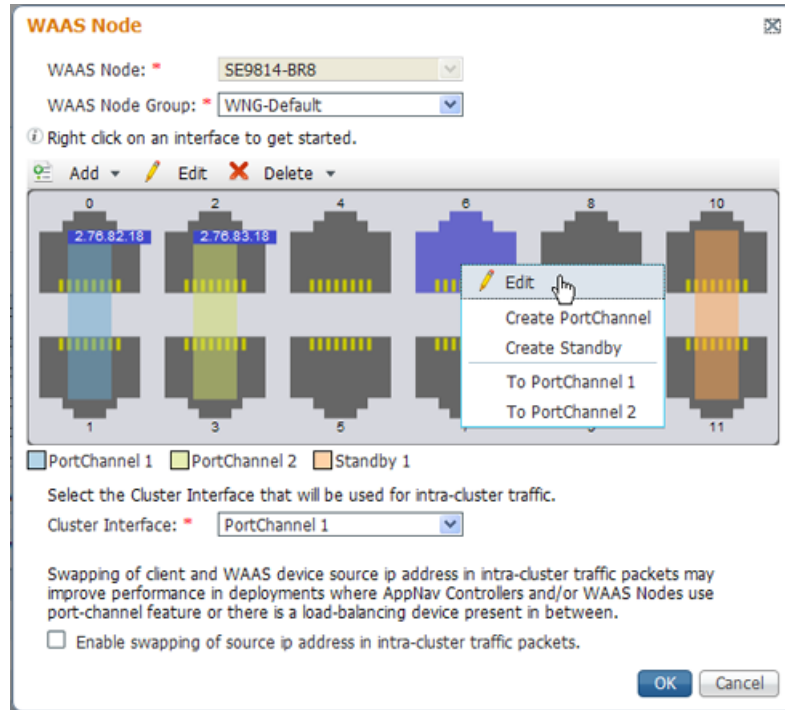 WAAS Node
WAAS Node: * SE9814-BR8
WAAS Node Group: * WNG-Default
Right click on an interface to get started.
Add Edit Delete
0 2 4 6 8 10
2.76.82.18 2.76.83.18
Edit
Create PortChannel
Create Standby
To PortChannel 1
To PortChannel 2
1 3 5 11
PortChannel 1 PortChannel 2 Standby 1
Select the Cluster Interface that will be used for intra-cluster traffic.
Cluster Interface: * PortChannel 1
Swapping of client and WAAS device source ip address in intra-cluster traffic packets may
improve performance in deployments where AppNav Controllers and/or WAAS Nodes use
port-channel feature or there is a load-balancing device present in between.
Enable swapping of source ip address in intra-cluster traffic packets.
OK Cancel